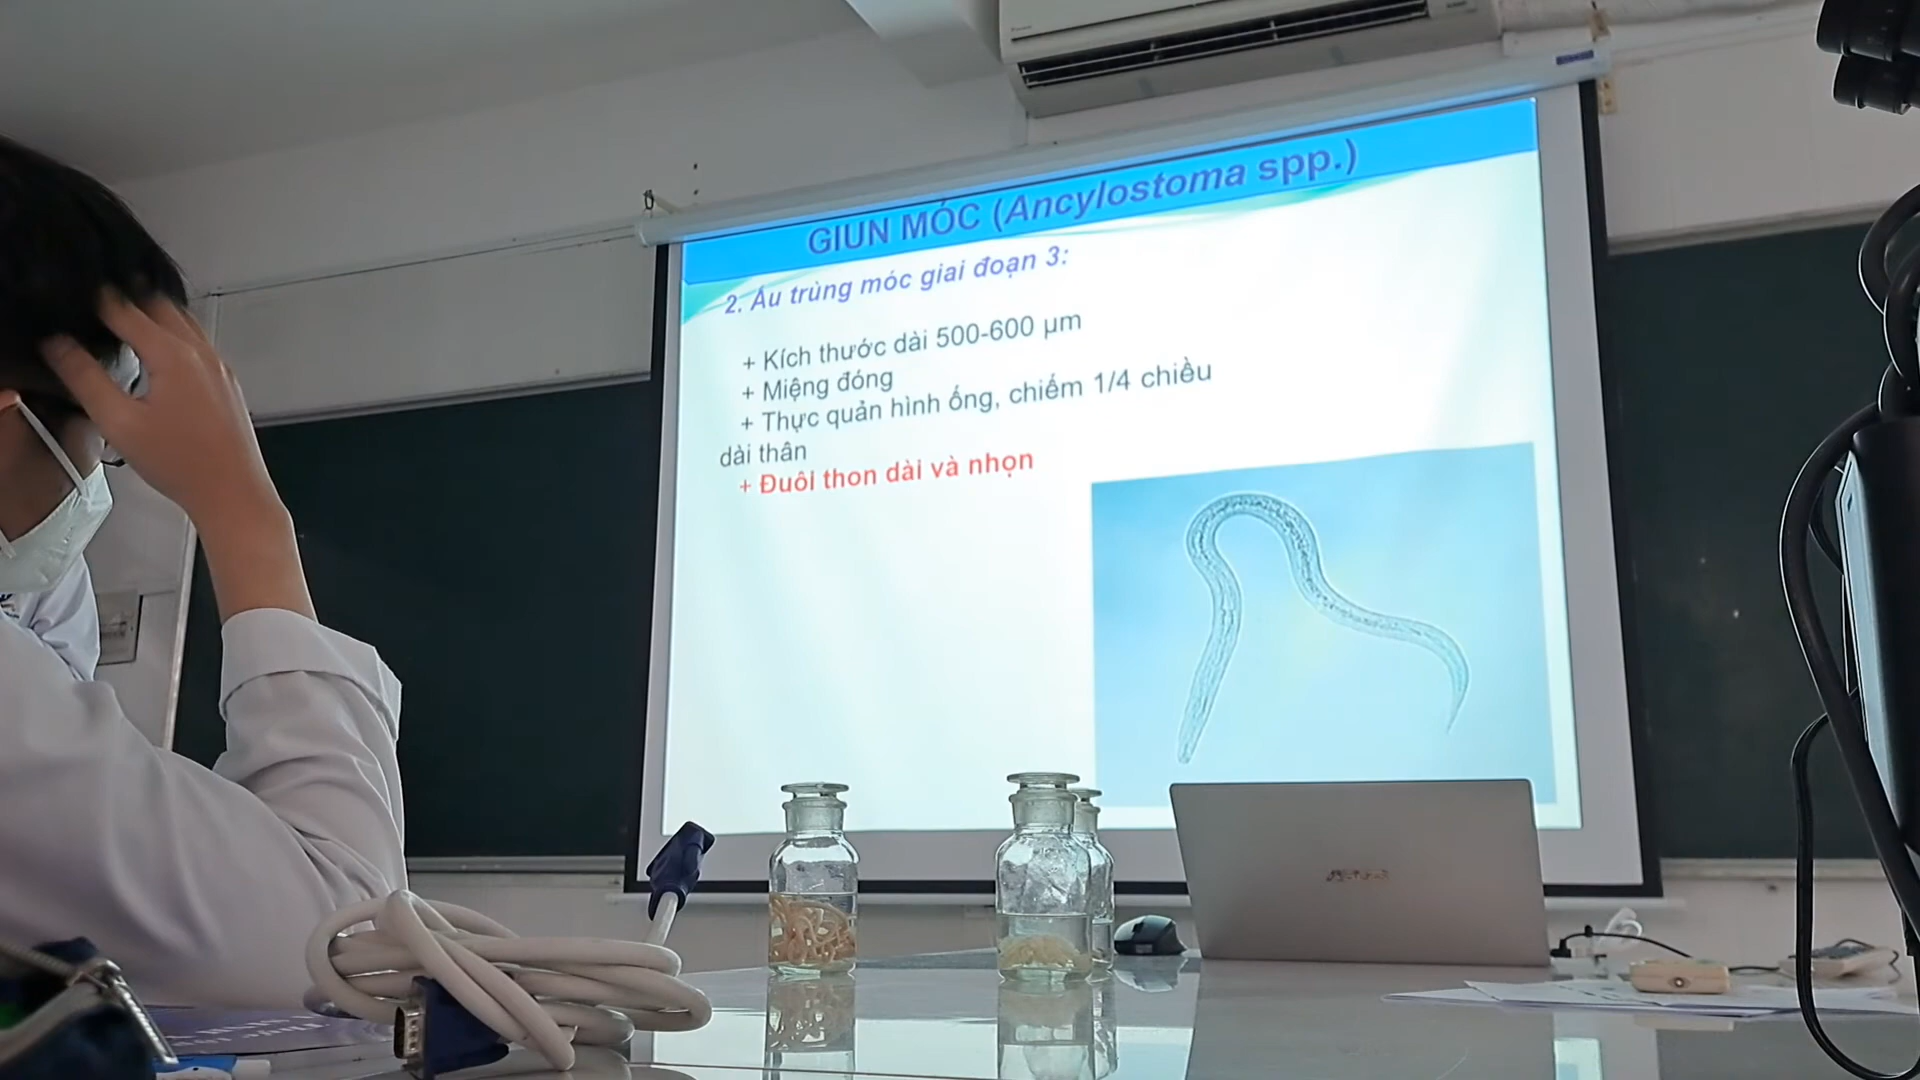 GIUN MÓC (Ancylostoma spp.)
2. Ấu trùng móc giai đoạn 3:
+ Kích thước dài 500-600 µm
+ Miệng đóng
+ Thực quản hình ống, chiếm 1/4 chiều
dài thân
+ Đuôi thon dài và nhọn